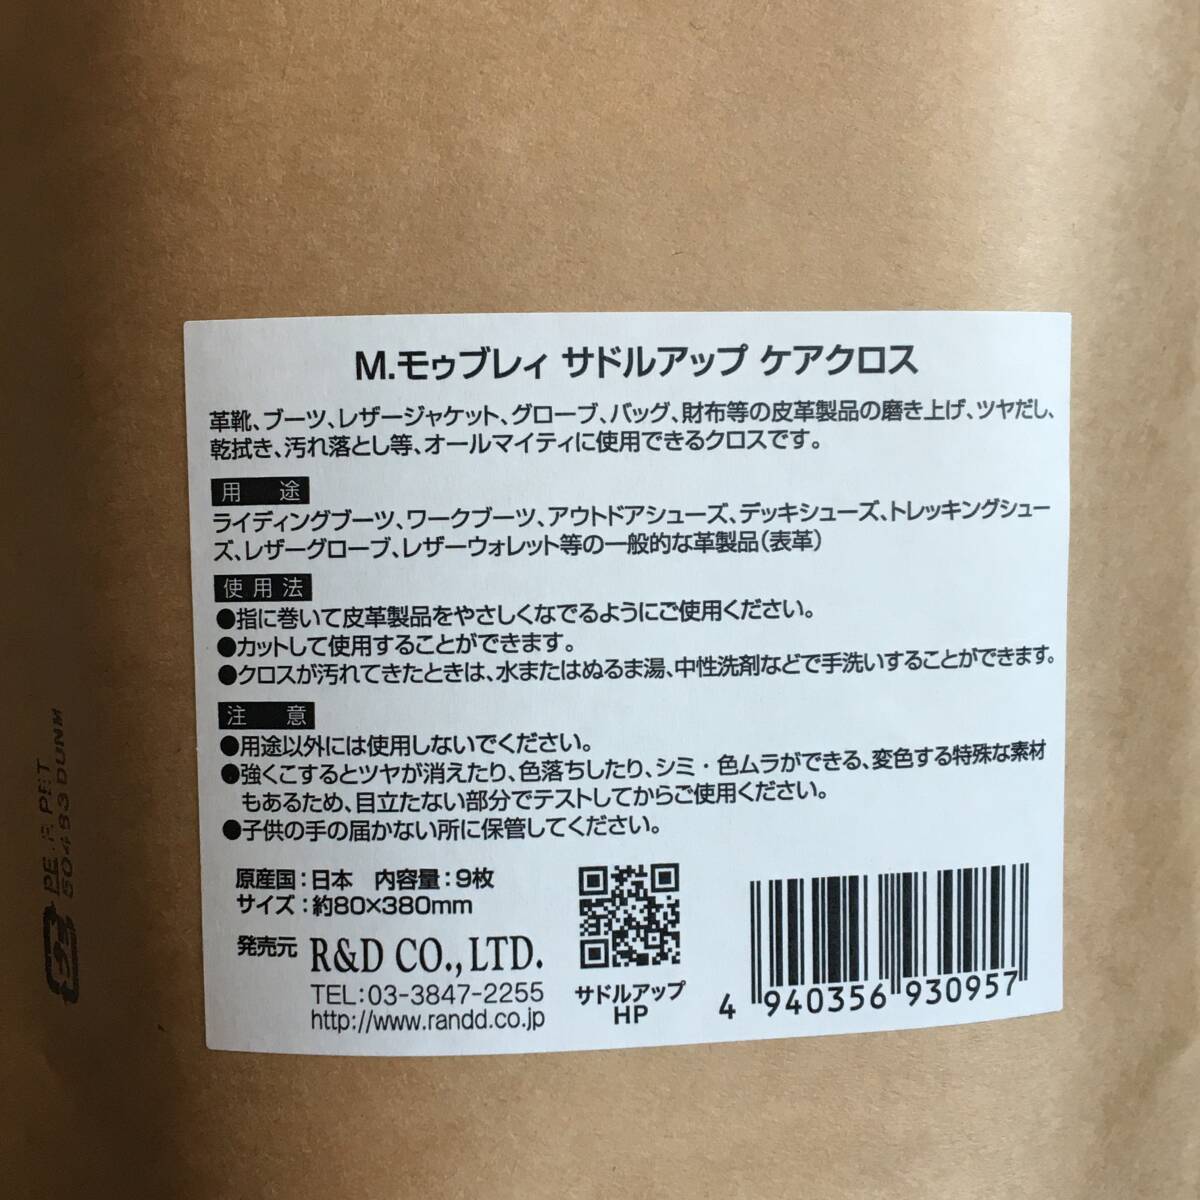 M.モゥブレィ サドルアップ ケアクロス
革靴、ブーツ、レザージャケット、グローブ、バッグ、財布等の皮革製品の磨き上げ、ツヤだし、
乾拭き、汚れ落とし等、オールマイティに使用できるクロスです。
用 途
ライディングブーツ、ワークブーツ、アウトドアシューズ、デッキシューズ、トレッキングシュー
ズ、レザーグローブ、レザーウォレット等の一般的な革製品(表革)
使用法
●指に巻いて皮革製品をやさしくなでるようにご使用ください。
●カットして使用することができます。
●クロスが汚れてきたときは、水またはぬるま湯、中性洗剤などで手洗いすることができます。
注 意
●用途以外には使用しないでください。
●強くこするとツヤが消えたり、色落ちしたり、シミ・色ムラができる、変色する特殊な素材
もあるため、目立たない部分でテストしてからご使用ください。
●子供の手の届かない所に保管してください。
原産国:日本 内容量:9枚
サイズ:約80×380mm
発売元 R&D CO.,LTD.
TEL:03-3847-2255
http://www.randd.co.jp
サドルアップ
HP
4 940356 930957
PET
DUNM